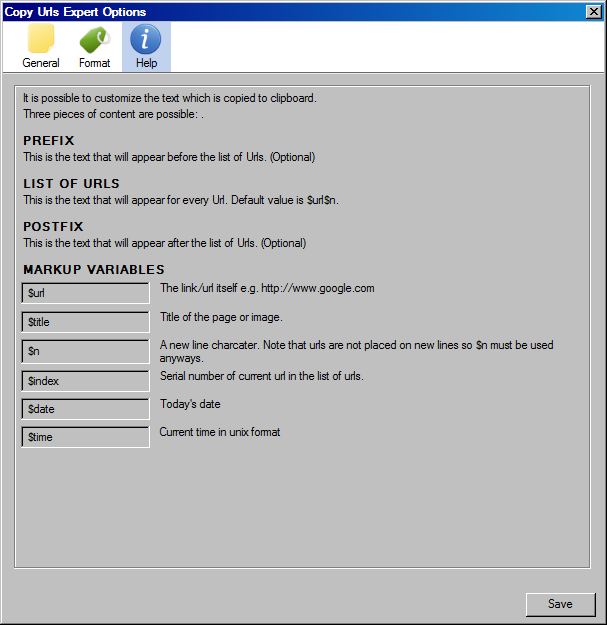 Copy Urls Expert Options
General
Format
Help
It is possible to customize the text which is copied to clipboard.
Three pieces of content are possible: .
PREFIX
This is the text that will appear before the list of Urls. (Optional)
LIST OF URLS
This is the text that will appear for every Url. Default value is $url$n.
POSTFIX
This is the text that will appear after the list of Urls. (Optional)
MARKUP VARIABLES
$url The link/url itself e.g. http://www.google.com
$title Title of the page or image.
$n A new line charcater. Note that urls are not placed on new lines so $n must be used
anyways.
$index Serial number of current url in the list of urls.
$date Today's date
$time Current time in unix format
Save